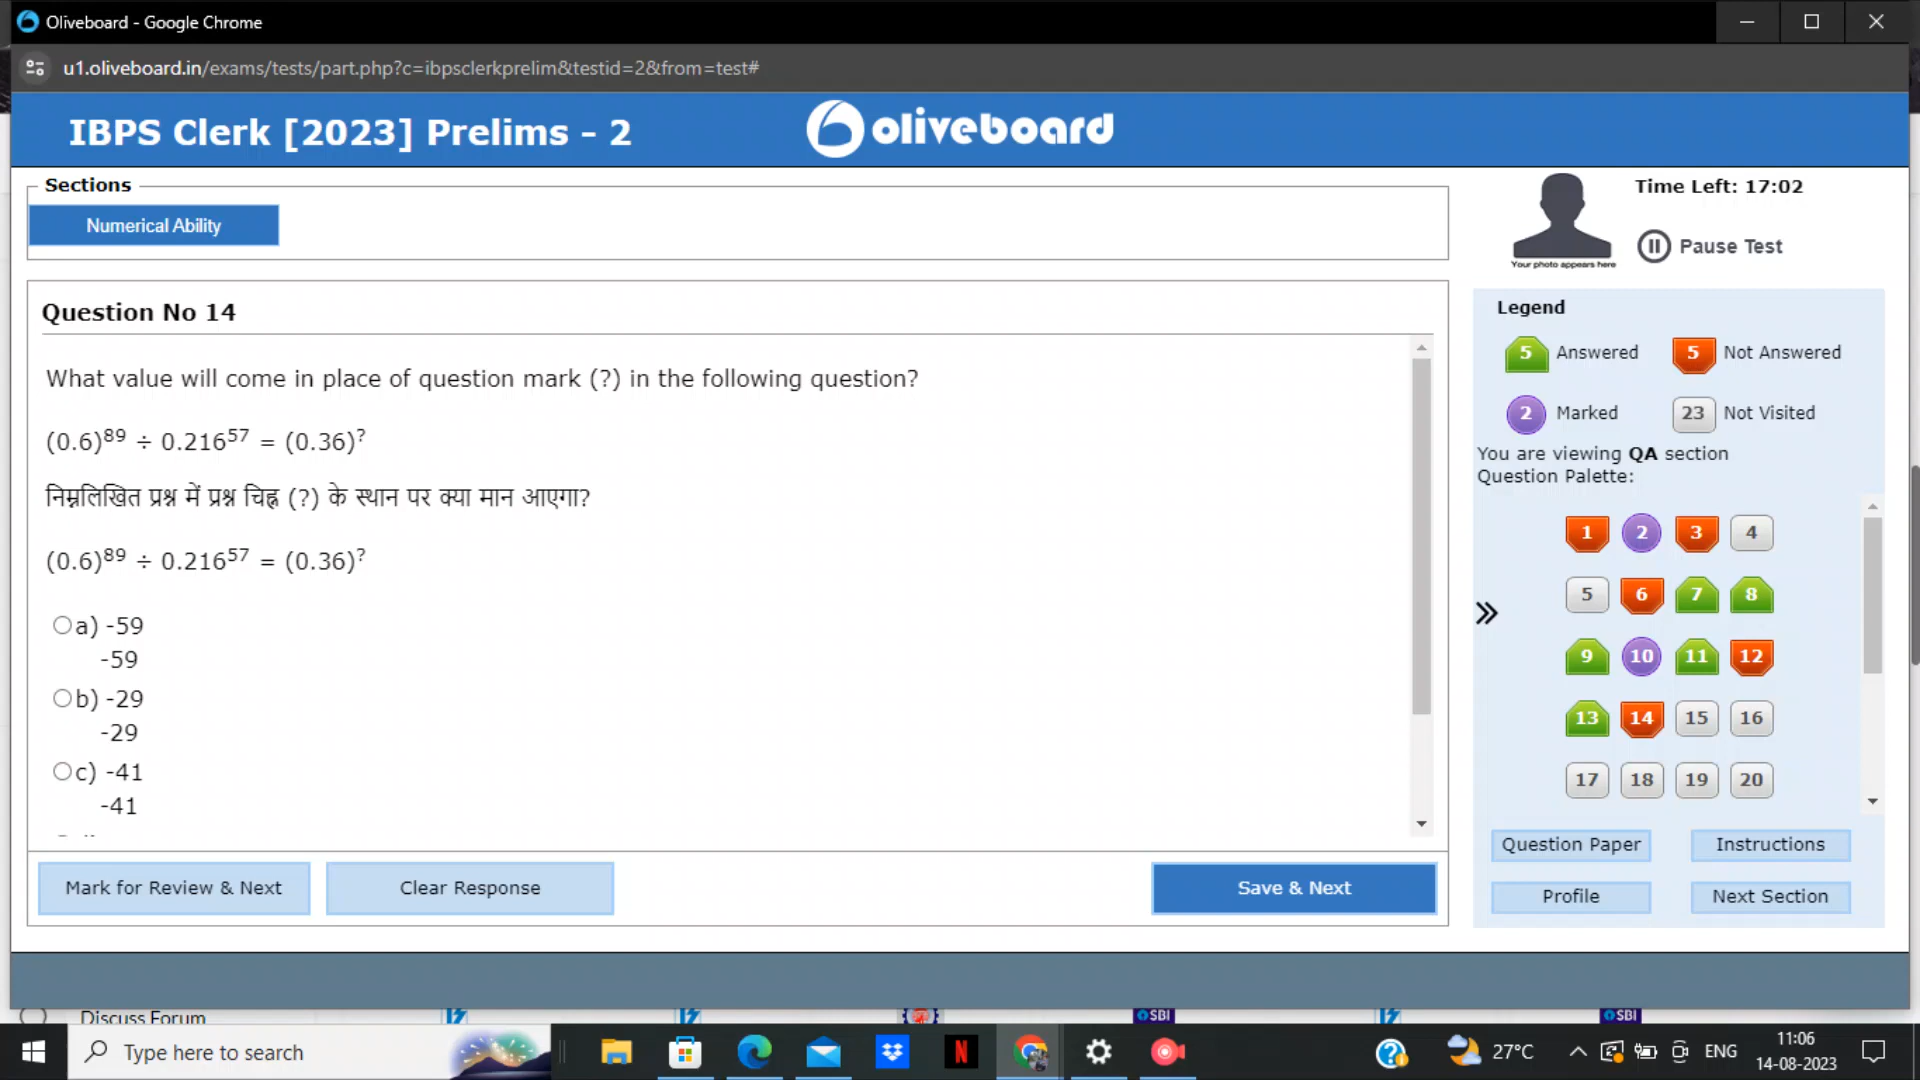 Oliveboard - Google Chrome
u1.oliveboard.in/exams/tests/part.php?c=ibpsclerkprelim&testid=2&from=test#
IBPS Clerk [2023] Prelims - 2
oliveboard
Sections
Numerical Ability
Your photo appears here
Time Left: 17:02
Pause Test
Question No 14
What value will come in place of question mark (?) in the following question?
(0.6)⁸⁹ ÷ 0.216⁵⁷ = (0.36)^?
निम्नलिखित प्रश्न में प्रश्न चिह्न (?) के स्थान पर क्या मान आएगा?
(0.6)⁸⁹ ÷ 0.216⁵⁷ = (0.36)^?
a) -59
-59
b) -29
-29
c) -41
-41
Mark for Review & Next
Clear Response
Save & Next
Legend
5 Answered
5 Not Answered
2 Marked
23 Not Visited
You are viewing QA section
Question Palette:
1 2 3 4
5 6 7 8
9 10 11 12
13 14 15 16
17 18 19 20
Question Paper
Instructions
Profile
Next Section
Discuss Forum
SBI
SBI
Type here to search
27°C
ENG
11:06
14-08-2023